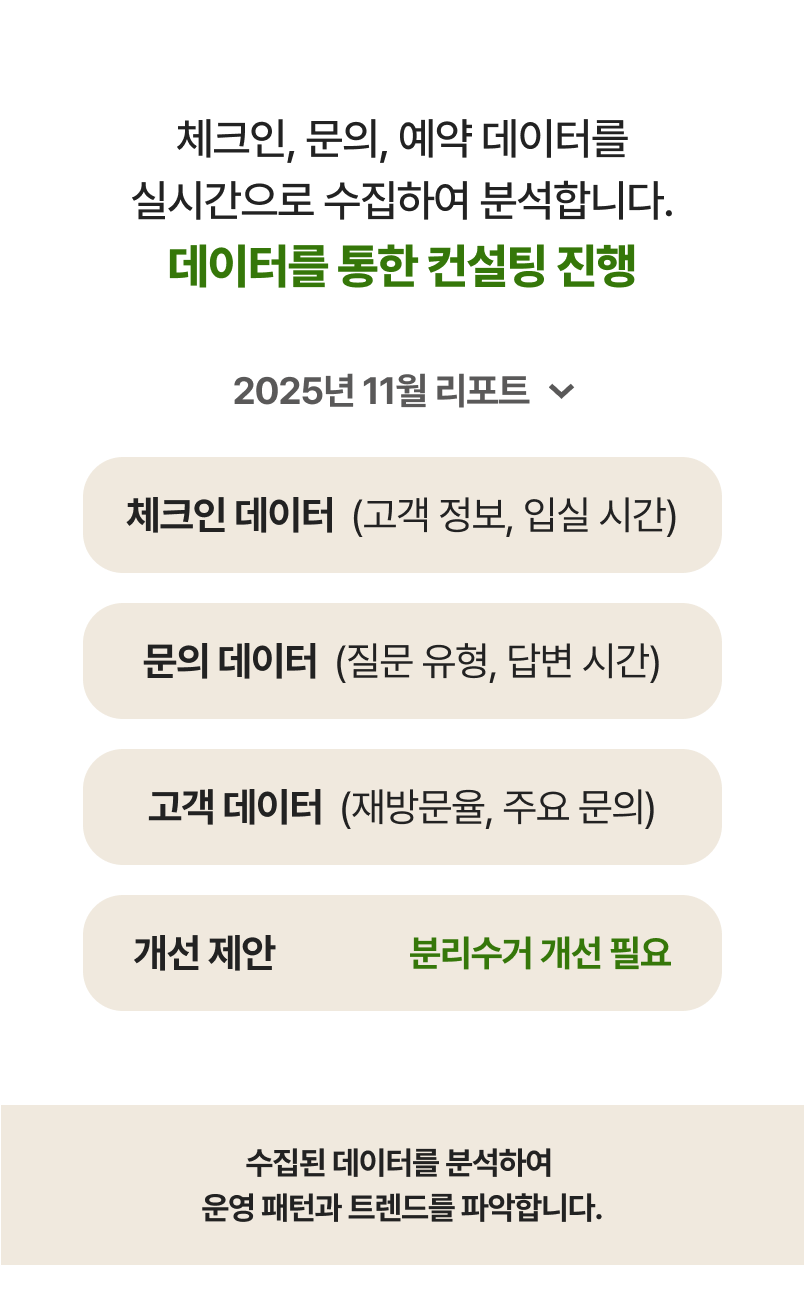 체크인, 문의, 예약 데이터를
실시간으로 수집하여 분석합니다.
데이터를 통한 컨설팅 진행
2025년 11월 리포트
체크인 데이터 (고객 정보, 입실 시간)
문의 데이터 (질문 유형, 답변 시간)
고객 데이터 (재방문율, 주요 문의)
개선 제안 분리수거 개선 필요
수집된 데이터를 분석하여
운영 패턴과 트렌드를 파악합니다.